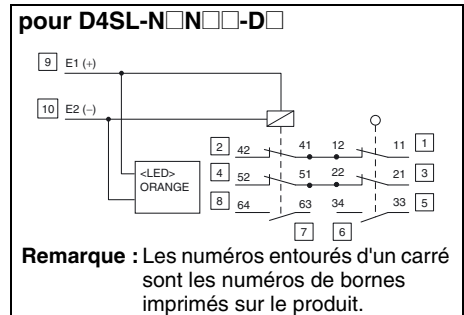 pour D4SL-N□N□□-D□
9 E1 (+)
10 E2 (–)
2 42 41 12 11 1
4 52 51 22 21 3
<LED>
ORANGE
8 64 63 34 33 5
7 6
Remarque : Les numéros entourés d'un carré
sont les numéros de bornes
imprimés sur le produit.